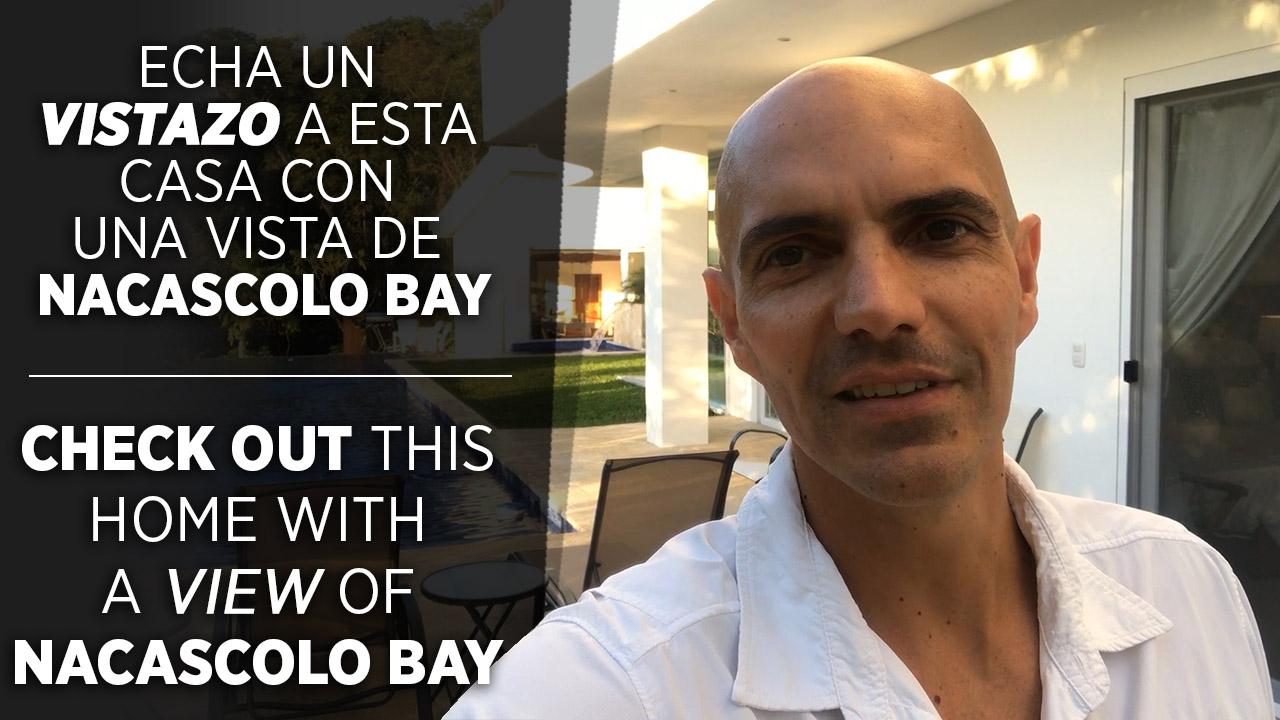 ECHA UN
VISTAZO A ESTA
CASA CON
UNA VISTA DE
NACASCOLO BAY
CHECK OUT THIS
HOME WITH
A VIEW OF
NACASCOLO BAY